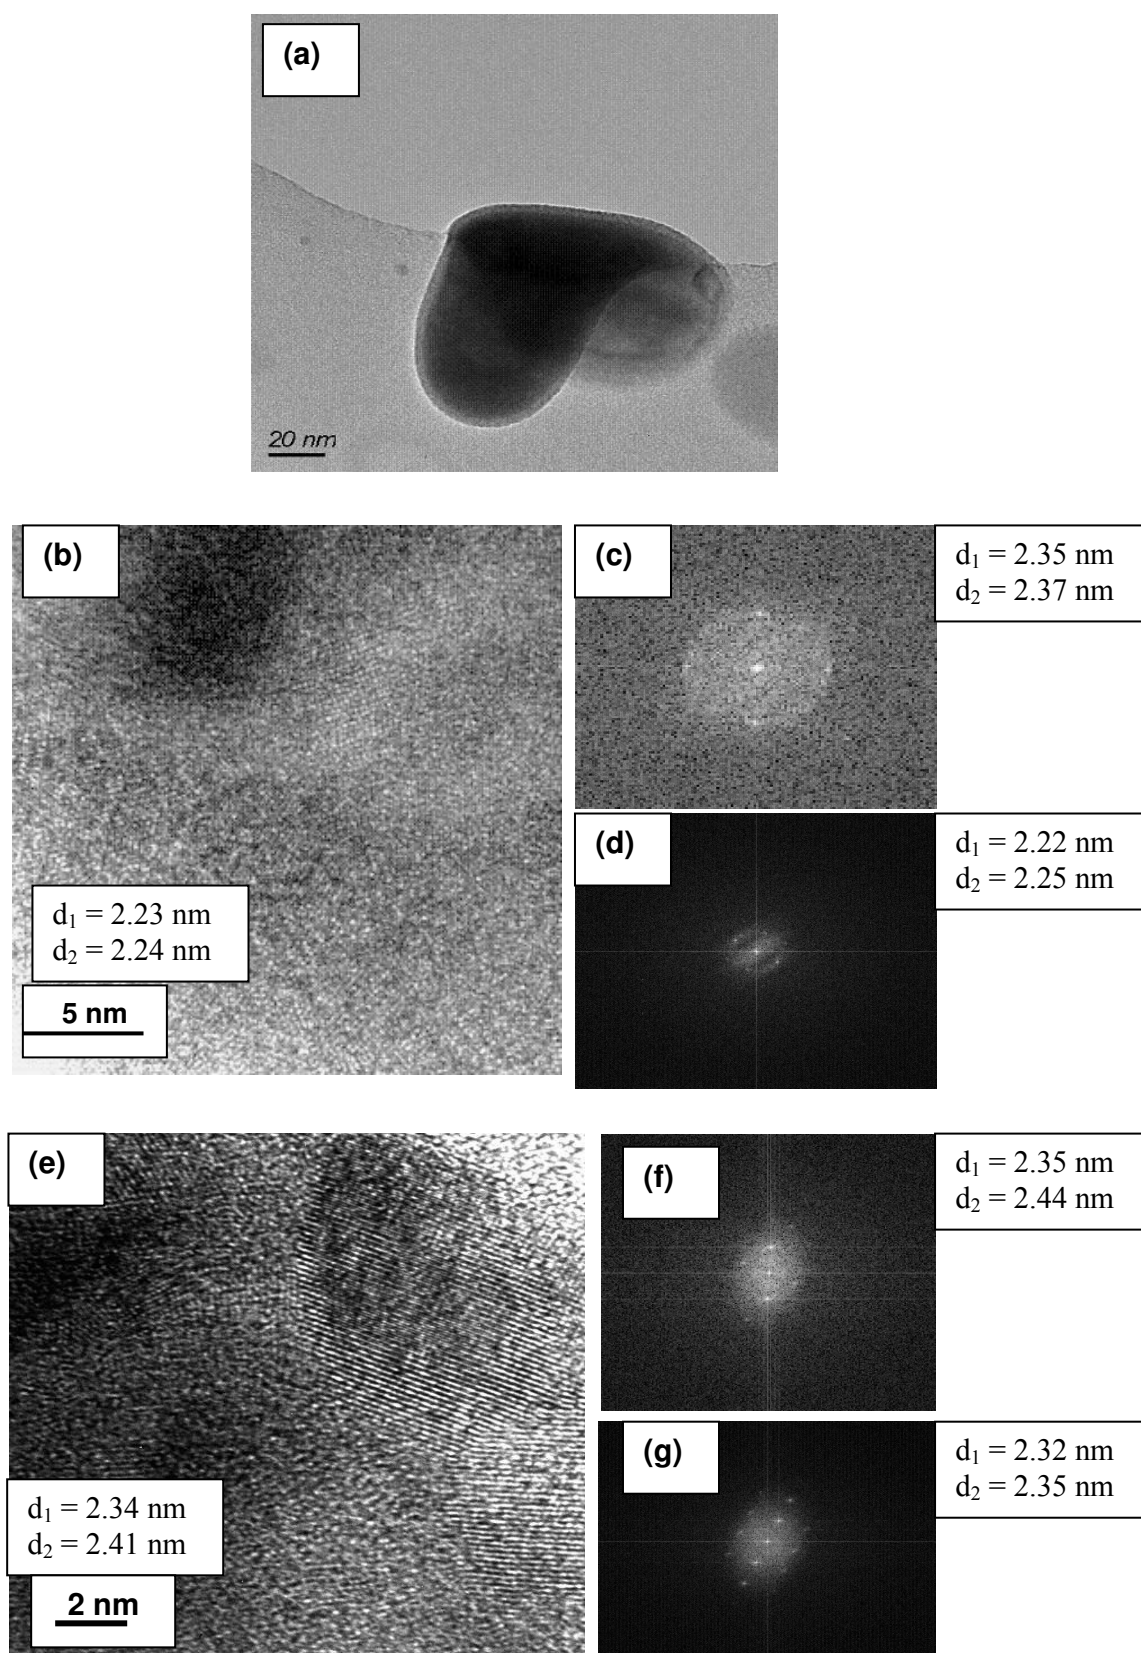 (a)
20 nm
(b)
(c)
d₁ = 2.35 nm
d₂ = 2.37 nm
(d)
d₁ = 2.22 nm
d₂ = 2.25 nm
d₁ = 2.23 nm
d₂ = 2.24 nm
5 nm
(e)
(f)
d₁ = 2.35 nm
d₂ = 2.44 nm
(g)
d₁ = 2.32 nm
d₂ = 2.35 nm
d₁ = 2.34 nm
d₂ = 2.41 nm
2 nm